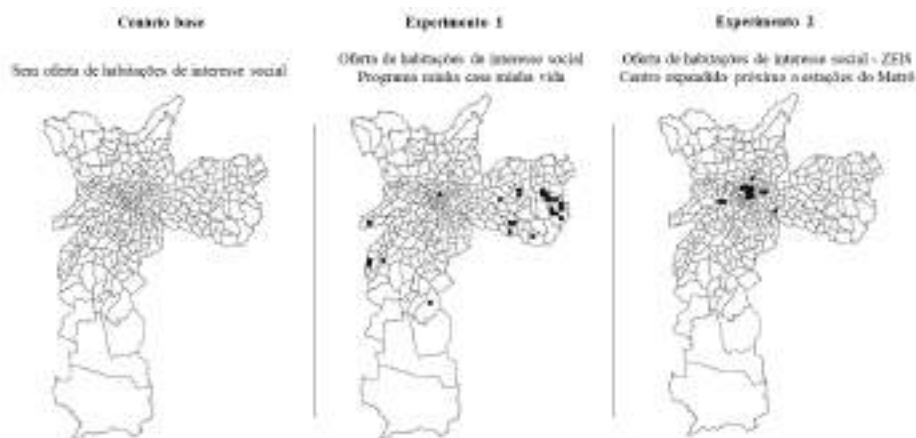 Cenário base
Sem oferta de habitações de interesse social
Experimento 1
Oferta de habitações de interesse social
Programa minha casa minha vida
Experimento 2
Oferta de habitações de interesse social - ZEIS
Centro expandido próximo a estações do Metrô